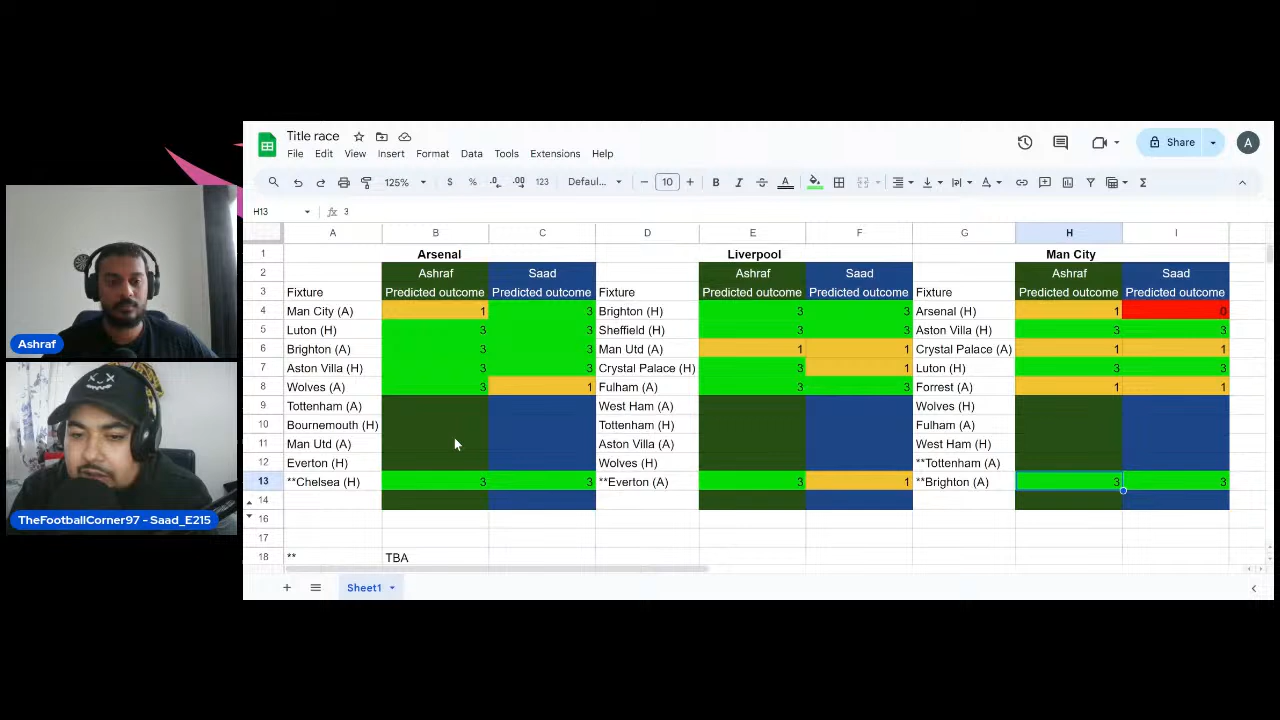 Title race
File Edit View Insert Format Data Tools Extensions Help
Share
A
125% $ % .0 .00 123 Defaul... 10 B I A
H13 fx 3
A B C D E F G H I
1 Arsenal Liverpool Man City
2 Ashraf Saad Ashraf Saad Ashraf Saad
3 Fixture Predicted outcome Predicted outcome Fixture Predicted outcome Predicted outcome Fixture Predicted outcome Predicted outcome
4 Man City (A) 1 3 Brighton (H) 3 3 Arsenal (H) 1 0
5 Luton (H) 3 3 Sheffield (H) 3 3 Aston Villa (H) 3 3
6 Brighton (A) 3 3 Man Utd (A) 1 1 Crystal Palace (A) 1 1
7 Aston Villa (H) 3 3 Crystal Palace (H) 3 1 Luton (H) 3 3
8 Wolves (A) 3 1 Fulham (A) 3 3 Forrest (A) 1 1
9 Tottenham (A) West Ham (A) Wolves (H)
10 Bournemouth (H) Tottenham (H) Fulham (A)
11 Man Utd (A) Aston Villa (A) West Ham (H)
12 Everton (H) Wolves (H) **Tottenham (A)
13 **Chelsea (H) 3 3 **Everton (A) 3 1 **Brighton (A) 3 3
14
16
17
18 ** TBA
Sheet1
Ashraf
TheFootballCorner97 - Saad_E215